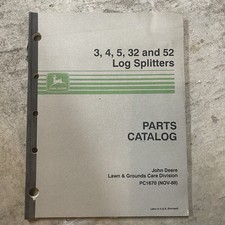 3, 4, 5, 32 and 52
Log Splitters
PARTS
CATALOG
John Deere
Lawn & Grounds Care Division
PC1670 (NOV-86)